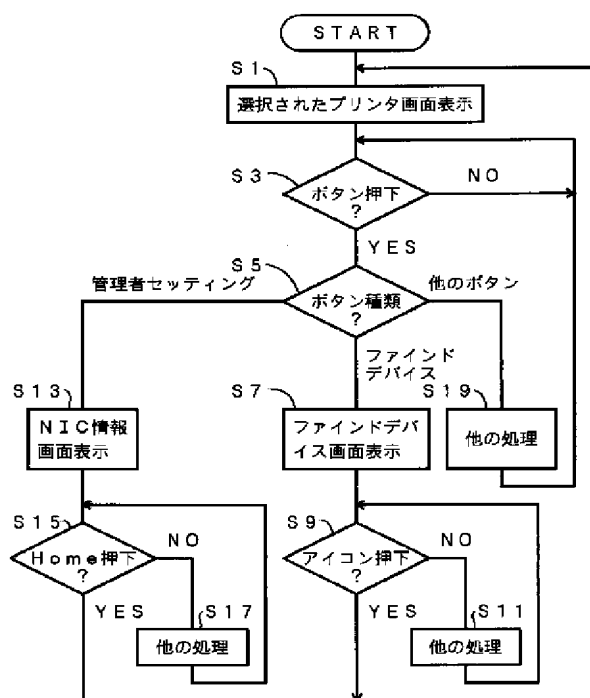 ＳＴＡＲＴ
Ｓ１
選択されたプリンタ画面表示
Ｓ３
ボタン押下
？
ＮＯ
ＹＥＳ
Ｓ５
管理者セッティング
ボタン種類
？
他のボタン
ファインド
デバイス
Ｓ１３
ＮＩＣ情報
画面表示
Ｓ７
ファインドデバ
イス画面表示
Ｓ１９
他の処理
Ｓ１５
Ｈｏｍｅ押下
？
ＮＯ
ＹＥＳ
Ｓ１７
他の処理
Ｓ９
アイコン押下
？
ＮＯ
ＹＥＳ
Ｓ１１
他の処理